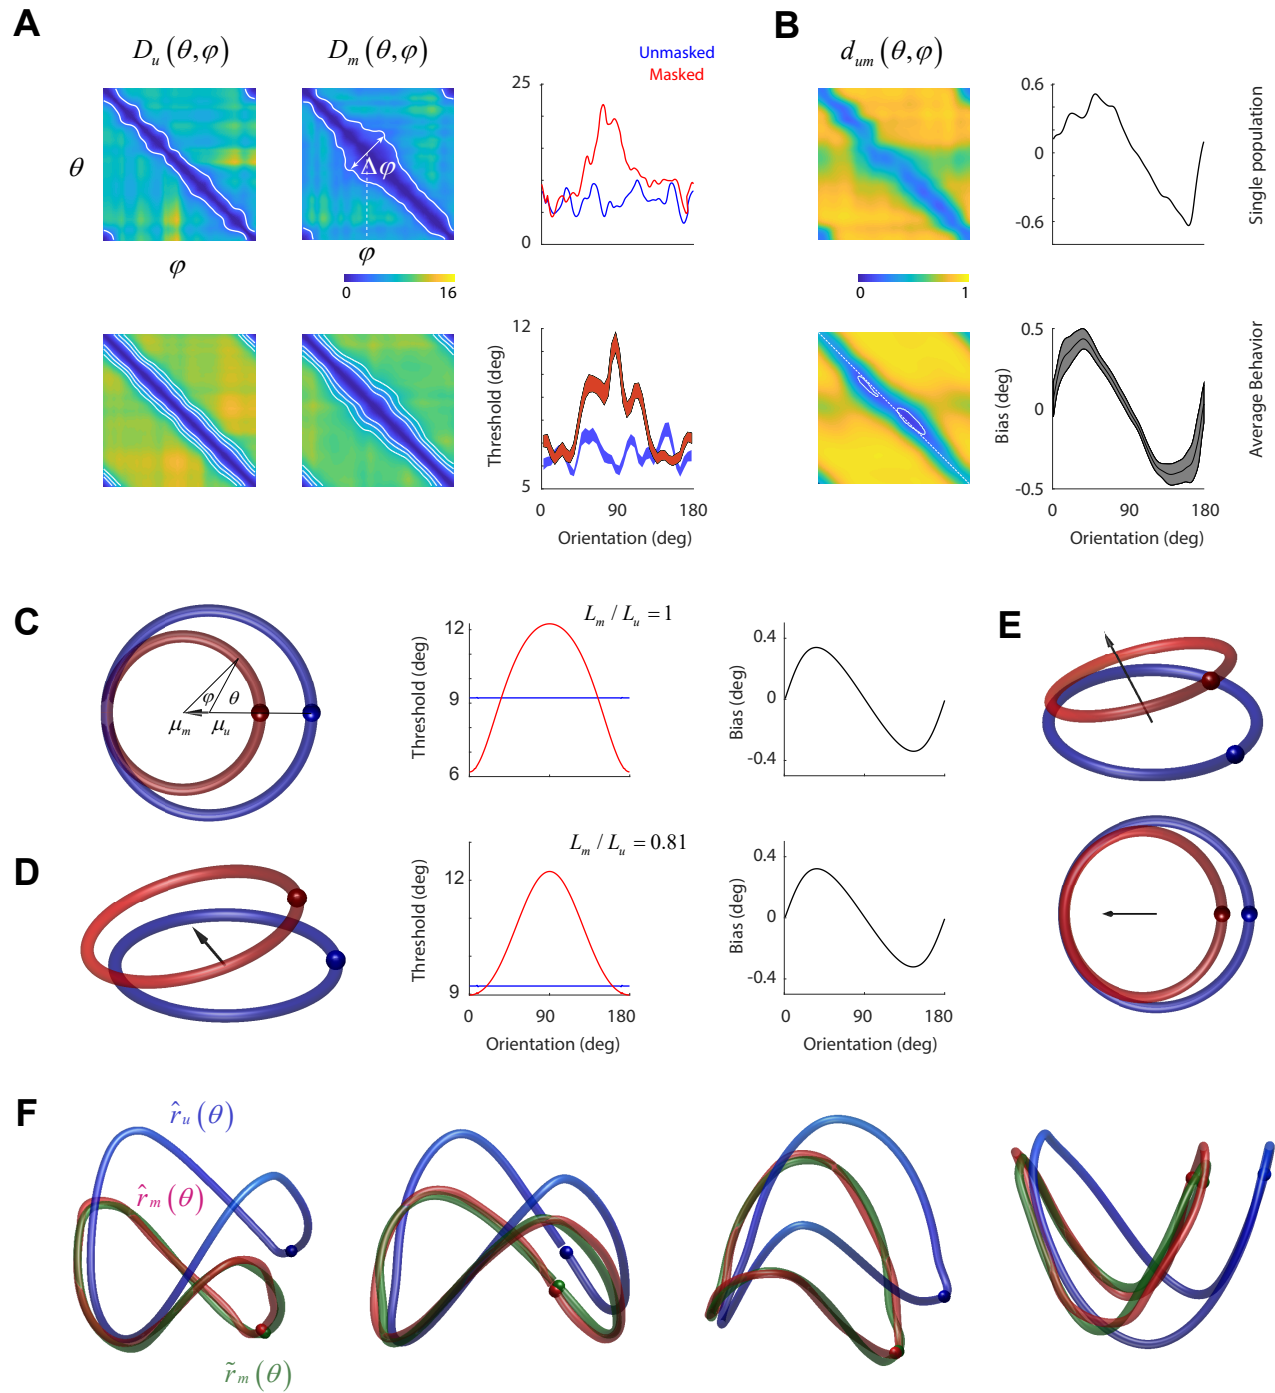 A
B
D_u (θ,φ)
D_m (θ,φ)
d_um (θ,φ)
Unmasked
Masked
25
0
θ
Δφ
φ
φ
0
16
0
1
0.6
0
-0.6
Single population
12
5
Threshold (deg)
0
90
180
Orientation (deg)
0.5
0
-0.5
Bias (deg)
0
90
180
Orientation (deg)
Average Behavior
C
φ
θ
μ_m
μ_u
L_m / L_u = 1
12
9
6
Threshold (deg)
0.4
0
-0.4
Bias (deg)
E
D
L_m / L_u = 0.81
12
9
Threshold (deg)
0
90
180
Orientation (deg)
0.4
0
-0.4
Bias (deg)
0
90
180
Orientation (deg)
F
r̂_u (θ)
r̂_m (θ)
r̃_m (θ)